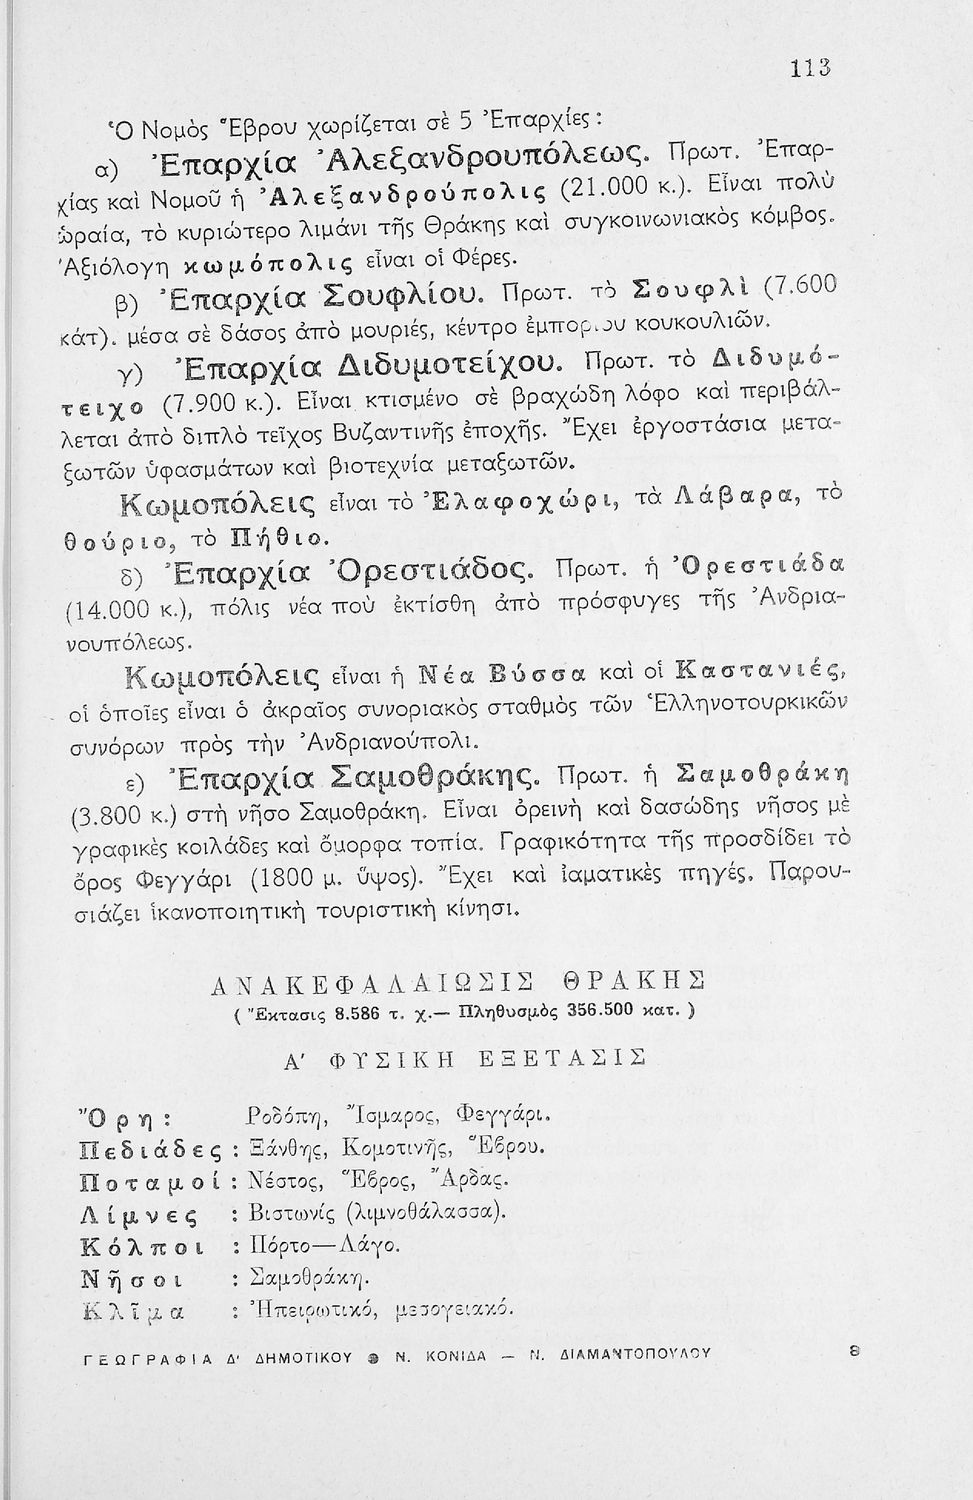 113
Ὁ Νομὸς Ἕβρου χωρίζεται σὲ 5 Ἐπαρχίες :
α) Ἐπαρχία Ἀλεξανδρουπόλεως. Πρωτ. Ἐπαρ-
χίας καὶ Νομοῦ ἡ Ἀλεξανδρούπολις (21.000 κ.). Εἶναι πολὺ
ὡραία, τὸ κυριώτερο λιμάνι τῆς Θράκης καὶ συγκοινωνιακὸς κόμβος.
Ἀξιόλογη κωμόπολις εἶναι οἱ Φέρες.
β) Ἐπαρχία Σουφλίου. Πρωτ. τὸ Σουφλὶ (7.600
κάτ). μέσα σὲ δάσος ἀπὸ μουριές, κέντρο ἐμπορίου κουκουλιῶν.
γ) Ἐπαρχία Διδυμοτείχου. Πρωτ. τὸ Διδυμό-
τειχο (7.900 κ.). Εἶναι κτισμένο σὲ βραχώδη λόφο καὶ περιβάλ-
λεται ἀπὸ διπλὸ τεῖχος Βυζαντινῆς ἐποχῆς. Ἔχει ἐργοστάσια μετα-
ξωτῶν ὑφασμάτων καὶ βιοτεχνία μεταξωτῶν.
Κωμοπόλεις εἶναι τὸ Ἐλαφοχώρι, τὰ Λάβαρα, τὸ
Θούριο, τὸ Πήθιο.
δ) Ἐπαρχία Ὀρεστιάδος. Πρωτ. ἡ Ὀρεστιάδα
(14.000 κ.), πόλις νέα ποὺ ἐκτίσθη ἀπὸ πρόσφυγες τῆς Ἀνδρια-
νουπόλεως.
Κωμοπόλεις εἶναι ἡ Νέα Βύσσα καὶ οἱ Καστανιές,
οἱ ὁποῖες εἶναι ὁ ἀκραῖος συνοριακὸς σταθμὸς τῶν Ἑλληνοτουρκικῶν
συνόρων πρὸς τὴν Ἀνδριανούπολι.
ε) Ἐπαρχία Σαμοθράκης. Πρωτ. ἡ Σαμοθράκη
(3.800 κ.) στὴ νῆσο Σαμοθράκη. Εἶναι ὀρεινὴ καὶ δασώδης νῆσος μὲ
γραφικὲς κοιλάδες καὶ ὄμορφα τοπία. Γραφικότητα τῆς προσδίδει τὸ
ὄρος Φεγγάρι (1800 μ. ὕψος). Ἔχει καὶ ἰαματικὲς πηγές. Παρου-
σιάζει ἱκανοποιητικὴ τουριστικὴ κίνησι.
ΑΝΑΚΕΦΑΛΑΙΩΣΙΣ ΘΡΑΚΗΣ
( Ἔκτασις 8.586 τ. χ.— Πληθυσμὸς 356.500 κατ. )
Α' ΦΥΣΙΚΗ ΕΞΕΤΑΣΙΣ
Ὄρη : Ροδόπη, Ἴσμαρος, Φεγγάρι.
Πεδιάδες : Ξάνθης, Κομοτινῆς, Ἕβρου.
Ποταμοί : Νέστος, Ἕβρος, Ἄρδας.
Λίμνες : Βιστωνίς (λιμνοθάλασσα).
Κόλποι : Πόρτο—Λάγο.
Νῆσοι : Σαμοθράκη.
Κλῖμα : Ἠπειρωτικό, μεσογειακό.
ΓΕΩΓΡΑΦΙΑ Δ' ΔΗΜΟΤΙΚΟΥ ● Ν. ΚΟΝΙΔΑ — Ν. ΔΙΑΜΑΝΤΟΠΟΥΛΟΥ 8